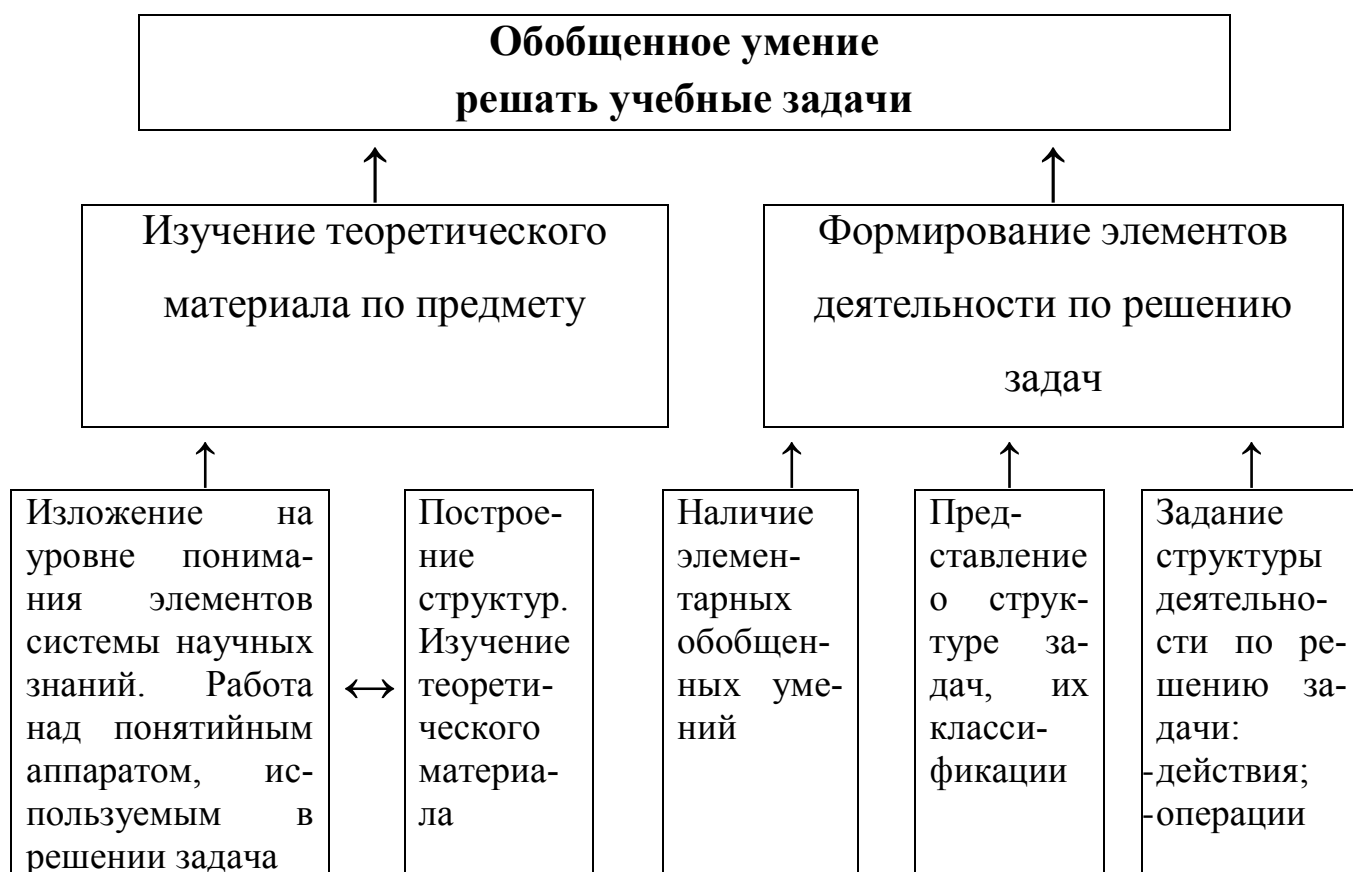 Обобщенное умение
решать учебные задачи
↑
↑
Изучение теоретического
материала по предмету
Формирование элементов
деятельности по решению
задач
↑
↑
↑
↑
Изложение на
уровне понима-
ния элементов
системы научных
знаний. Работа
над понятийным
аппаратом, ис-
пользуемым в
решении задача
↔
Построе-
ние
структур.
Изучение
теорети-
ческого
материа-
ла
Наличие
элемен-
тарных
обобщен-
ных уме-
ний
Пред-
ставление
о струк-
туре за-
дач, их
класси-
фикации
Задание
структуры
деятельно-
сти по ре-
шению за-
дачи:
-действия;
-операции